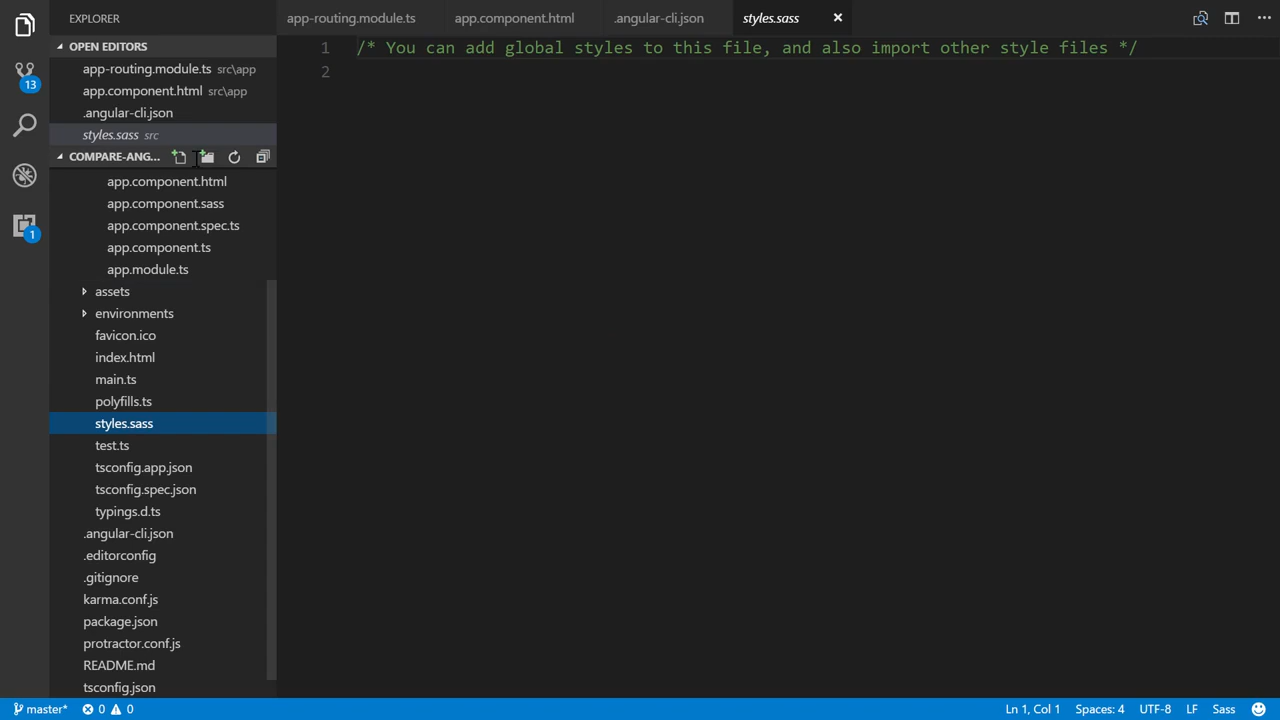 EXPLORER
OPEN EDITORS
app-routing.module.ts src\app
app.component.html src\app
.angular-cli.json
styles.sass src
COMPARE-ANG...
app.component.html
app.component.sass
app.component.spec.ts
app.component.ts
app.module.ts
assets
environments
favicon.ico
index.html
main.ts
polyfills.ts
styles.sass
test.ts
tsconfig.app.json
tsconfig.spec.json
typings.d.ts
.angular-cli.json
.editorconfig
.gitignore
karma.conf.js
package.json
protractor.conf.js
README.md
tsconfig.json
13
1
app-routing.module.ts app.component.html .angular-cli.json styles.sass
1 /* You can add global styles to this file, and also import other style files */
2
master* 0 0 Ln 1, Col 1 Spaces: 4 UTF-8 LF Sass